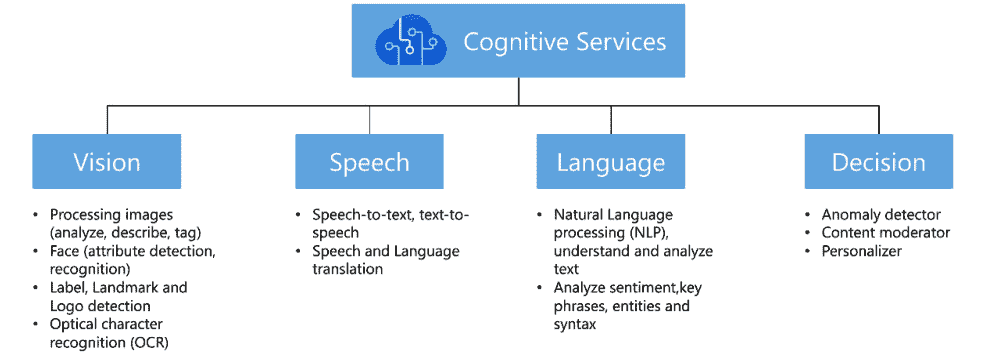 Cognitive Services
Vision
• Processing images
(analyze, describe, tag)
• Face (attribute detection,
recognition)
• Label, Landmark and
Logo detection
• Optical character
recognition (OCR)
Speech
• Speech-to-text, text-to-
speech
• Speech and Language
translation
Language
• Natural Language
processing (NLP),
understand and analyze
text
• Analyze sentiment,key
phrases, entities and
syntax
Decision
• Anomaly detector
• Content moderator
• Personalizer